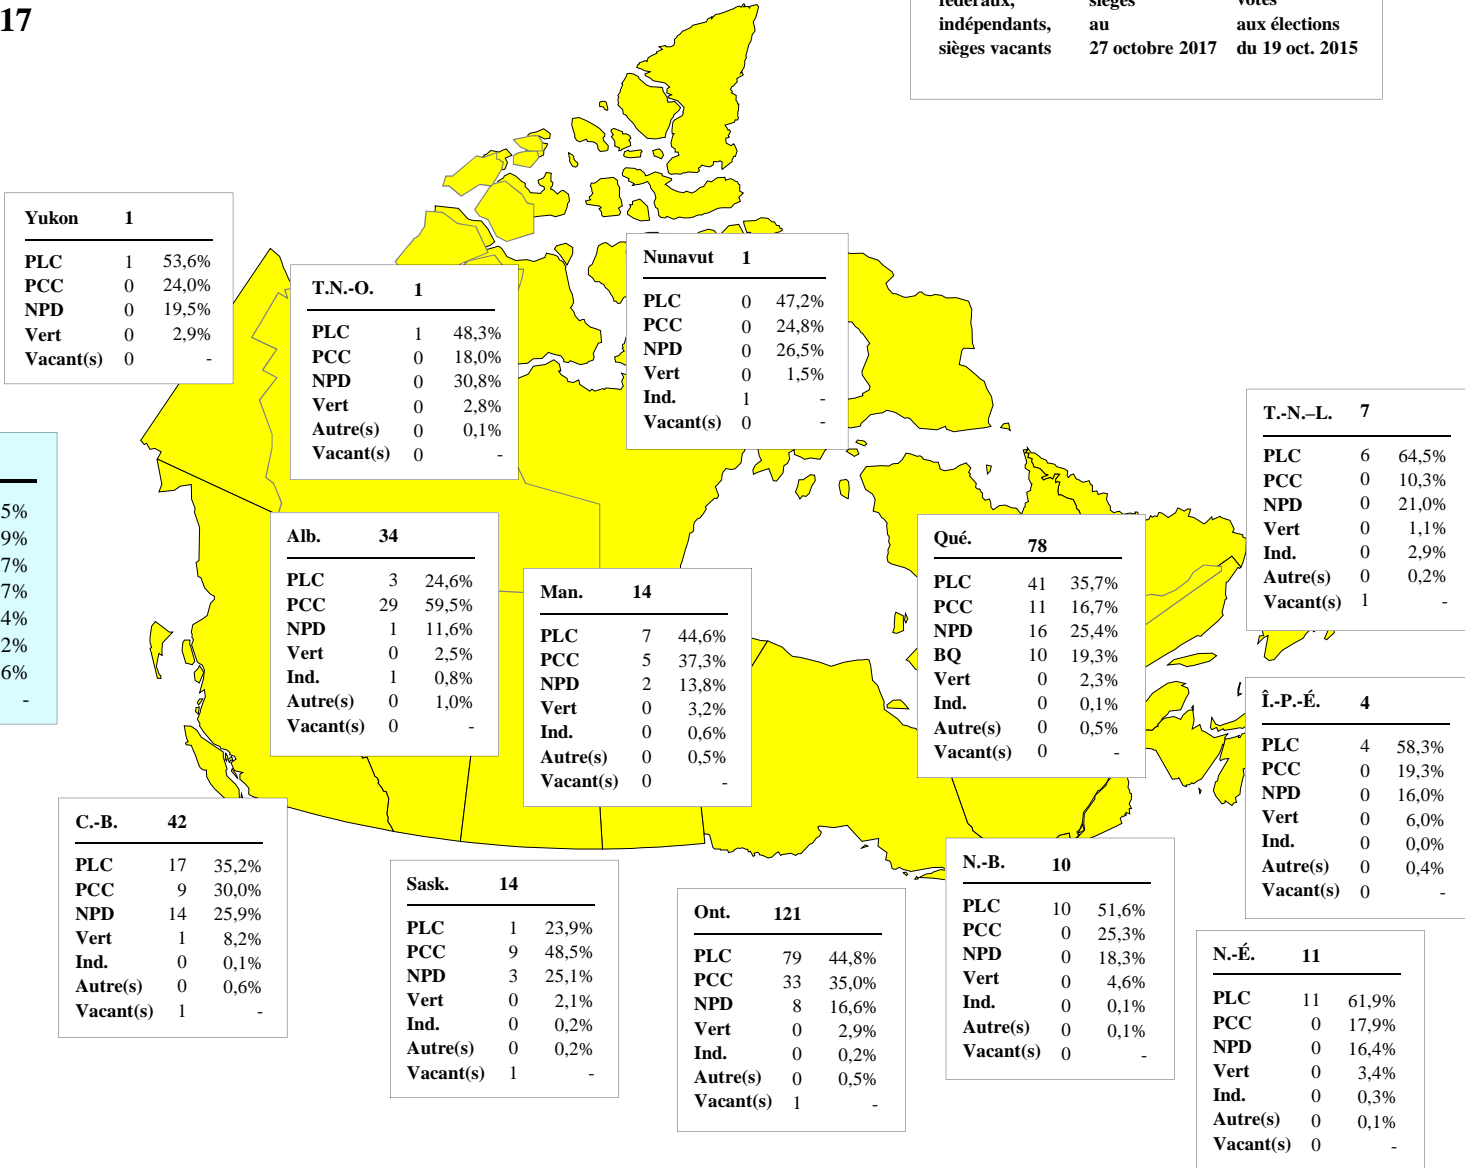 17
fédéraux, sièges votes
indépendants, au aux élections
sièges vacants 27 octobre 2017 du 19 oct. 2015
Yukon 1
PLC 1 53,6%
PCC 0 24,0%
NPD 0 19,5%
Vert 0 2,9%
Vacant(s) 0 -
T.N.-O. 1
PLC 1 48,3%
PCC 0 18,0%
NPD 0 30,8%
Vert 0 2,8%
Autre(s) 0 0,1%
Vacant(s) 0 -
Nunavut 1
PLC 0 47,2%
PCC 0 24,8%
NPD 0 26,5%
Vert 0 1,5%
Ind. 1 -
Vacant(s) 0 -
T.-N.–L. 7
PLC 6 64,5%
PCC 0 10,3%
NPD 0 21,0%
Vert 0 1,1%
Ind. 0 2,9%
Autre(s) 0 0,2%
Vacant(s) 1 -
5%
9%
7%
7%
4%
2%
6%
-
Alb. 34
PLC 3 24,6%
PCC 29 59,5%
NPD 1 11,6%
Vert 0 2,5%
Ind. 1 0,8%
Autre(s) 0 1,0%
Vacant(s) 0 -
Man. 14
PLC 7 44,6%
PCC 5 37,3%
NPD 2 13,8%
Vert 0 3,2%
Ind. 0 0,6%
Autre(s) 0 0,5%
Vacant(s) 0 -
Qué. 78
PLC 41 35,7%
PCC 11 16,7%
NPD 16 25,4%
BQ 10 19,3%
Vert 0 2,3%
Ind. 0 0,1%
Autre(s) 0 0,5%
Vacant(s) 0 -
Î.-P.-É. 4
PLC 4 58,3%
PCC 0 19,3%
NPD 0 16,0%
Vert 0 6,0%
Ind. 0 0,0%
Autre(s) 0 0,4%
Vacant(s) 0 -
C.-B. 42
PLC 17 35,2%
PCC 9 30,0%
NPD 14 25,9%
Vert 1 8,2%
Ind. 0 0,1%
Autre(s) 0 0,6%
Vacant(s) 1 -
Sask. 14
PLC 1 23,9%
PCC 9 48,5%
NPD 3 25,1%
Vert 0 2,1%
Ind. 0 0,2%
Autre(s) 0 0,2%
Vacant(s) 1 -
Ont. 121
PLC 79 44,8%
PCC 33 35,0%
NPD 8 16,6%
Vert 0 2,9%
Ind. 0 0,2%
Autre(s) 0 0,5%
Vacant(s) 1 -
N.-B. 10
PLC 10 51,6%
PCC 0 25,3%
NPD 0 18,3%
Vert 0 4,6%
Ind. 0 0,1%
Autre(s) 0 0,1%
Vacant(s) 0 -
N.-É. 11
PLC 11 61,9%
PCC 0 17,9%
NPD 0 16,4%
Vert 0 3,4%
Ind. 0 0,3%
Autre(s) 0 0,1%
Vacant(s) 0 -